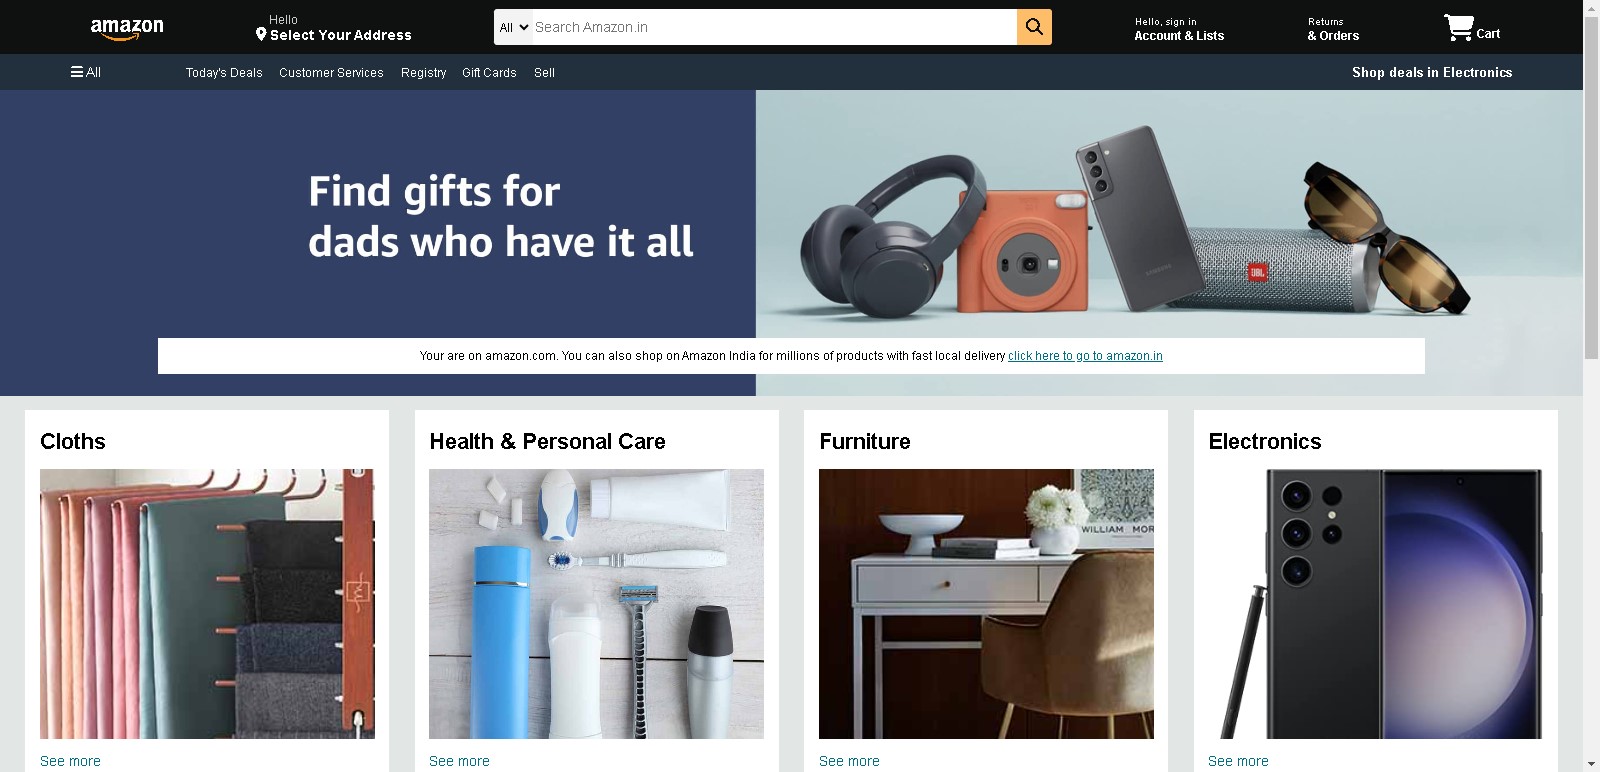 amazon
Hello
Select Your Address
All
Search Amazon.in
Hello, sign in
Account & Lists
Returns
& Orders
Cart
All
Today's Deals
Customer Services
Registry
Gift Cards
Sell
Shop deals in Electronics
Find gifts for
dads who have it all
SAMSUNG
JBL
Your are on amazon.com. You can also shop on Amazon India for millions of products with fast local delivery click here to go to amazon.in
Cloths
Health & Personal Care
Furniture
Electronics
WILLIAM MOR
See more
See more
See more
See more